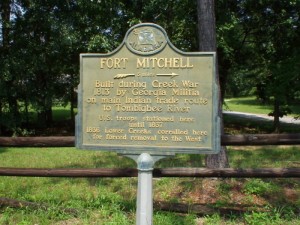 FORT MITCHELL
Built during Creek War
1813 by Georgia Militia
on main Indian trade route
to Tombigbee River
U.S. troops stationed here
until 1837
1836 Lower Creeks corralled here
for forced removal to the West